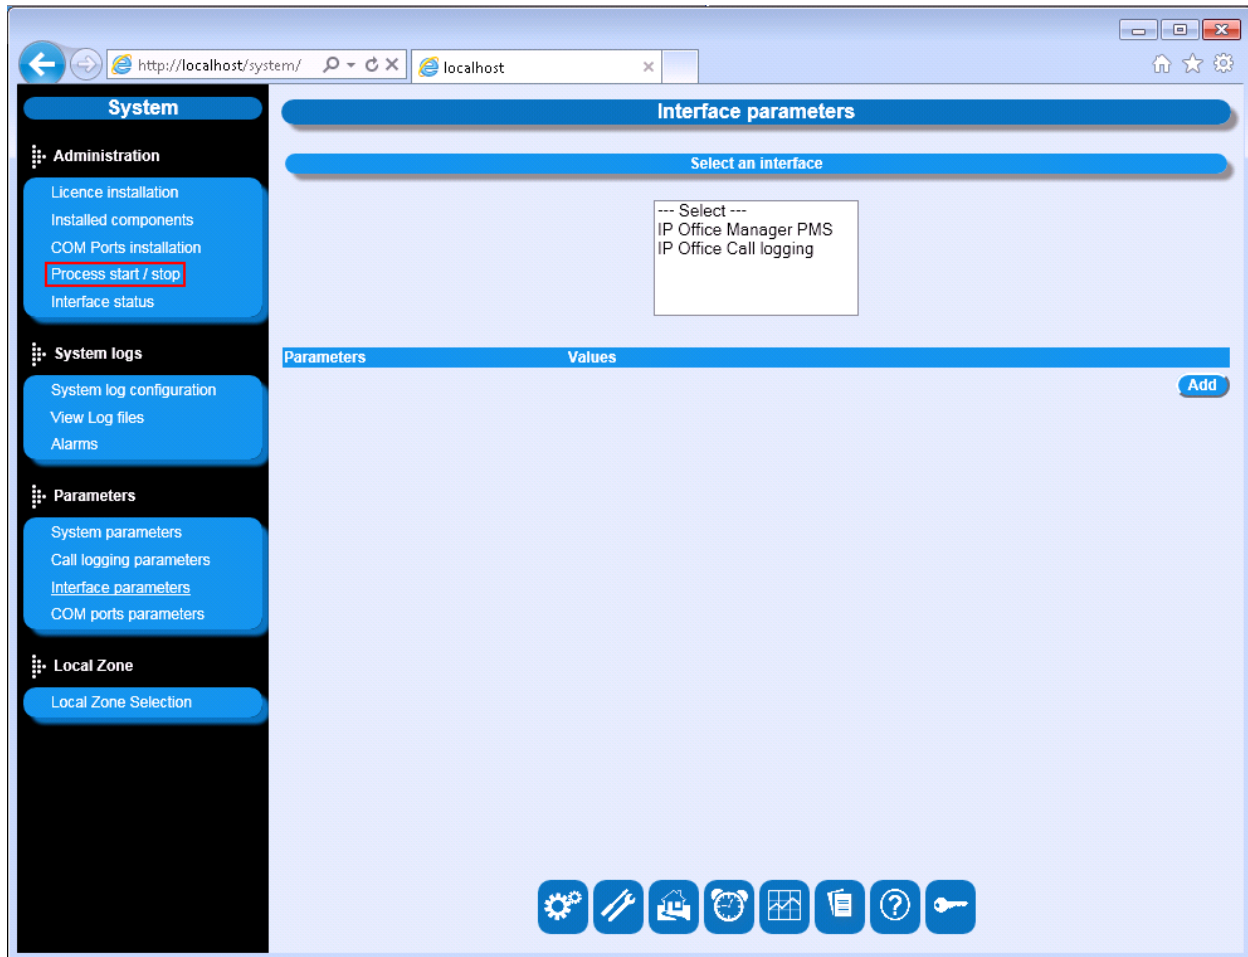 http://localhost/system/
localhost
System
Administration
Licence installation
Installed components
COM Ports installation
Process start / stop
Interface status
System logs
System log configuration
View Log files
Alarms
Parameters
System parameters
Call logging parameters
Interface parameters
COM ports parameters
Local Zone
Local Zone Selection
Interface parameters
Select an interface
--- Select ---
IP Office Manager PMS
IP Office Call logging
Parameters Values
Add